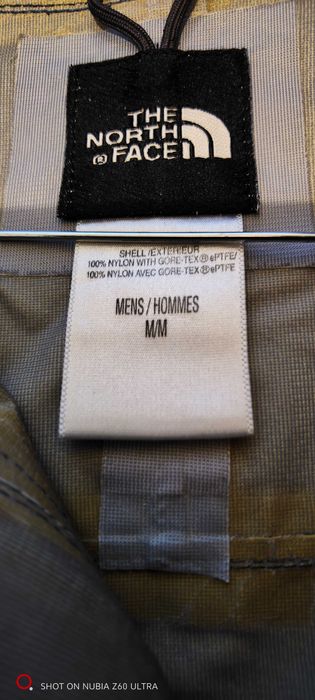 THE
NORTH
® FACE
SHELL/EXTERIEUR
100% NYLON WITH GORE-TEX® ePTFE/
100% NYLON AVEC GORE-TEX® ePTFE
MENS/HOMMES
M/M
SHOT ON NUBIA Z60 ULTRA